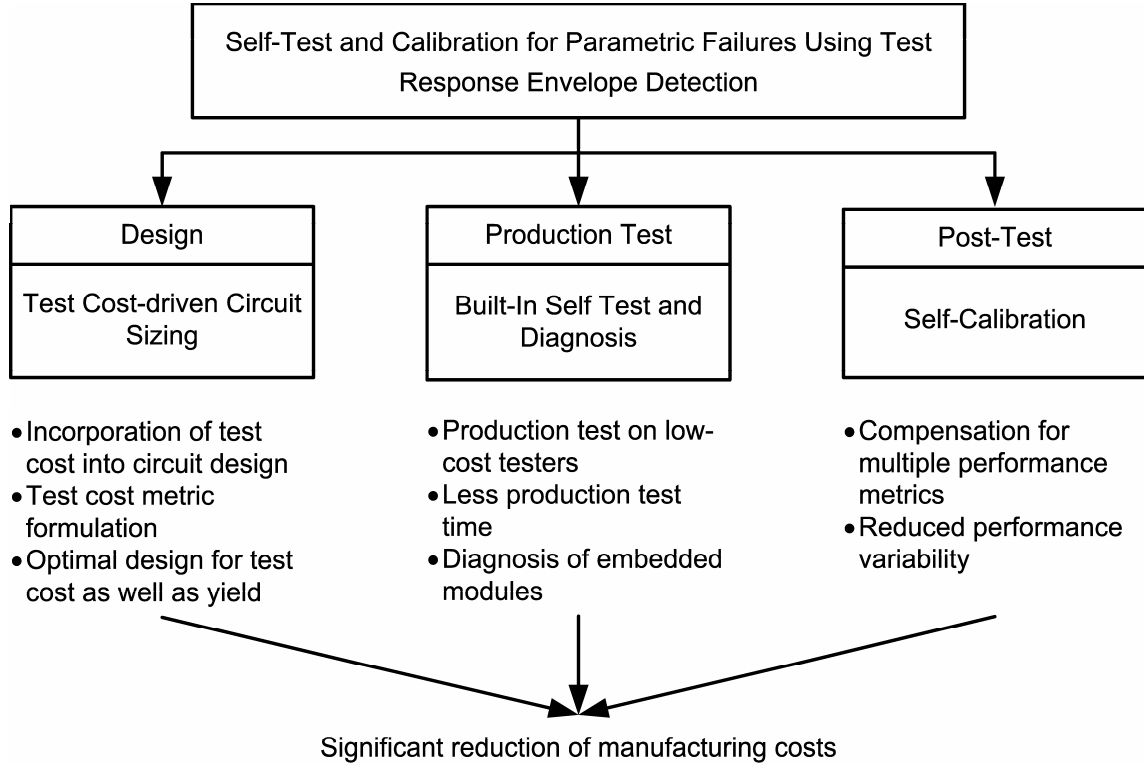 Self-Test and Calibration for Parametric Failures Using Test
Response Envelope Detection
Design
Test Cost-driven Circuit
Sizing
•Incorporation of test
cost into circuit design
•Test cost metric
formulation
•Optimal design for test
cost as well as yield
Production Test
Built-In Self Test and
Diagnosis
•Production test on low-
cost testers
•Less production test
time
•Diagnosis of embedded
modules
Post-Test
Self-Calibration
•Compensation for
multiple performance
metrics
•Reduced performance
variability
Significant reduction of manufacturing costs